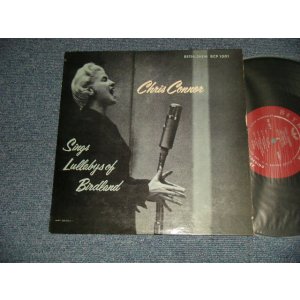 BETHLEHEM BCP 1001
Chris Connor
Sings
Lullabys of
Birdland